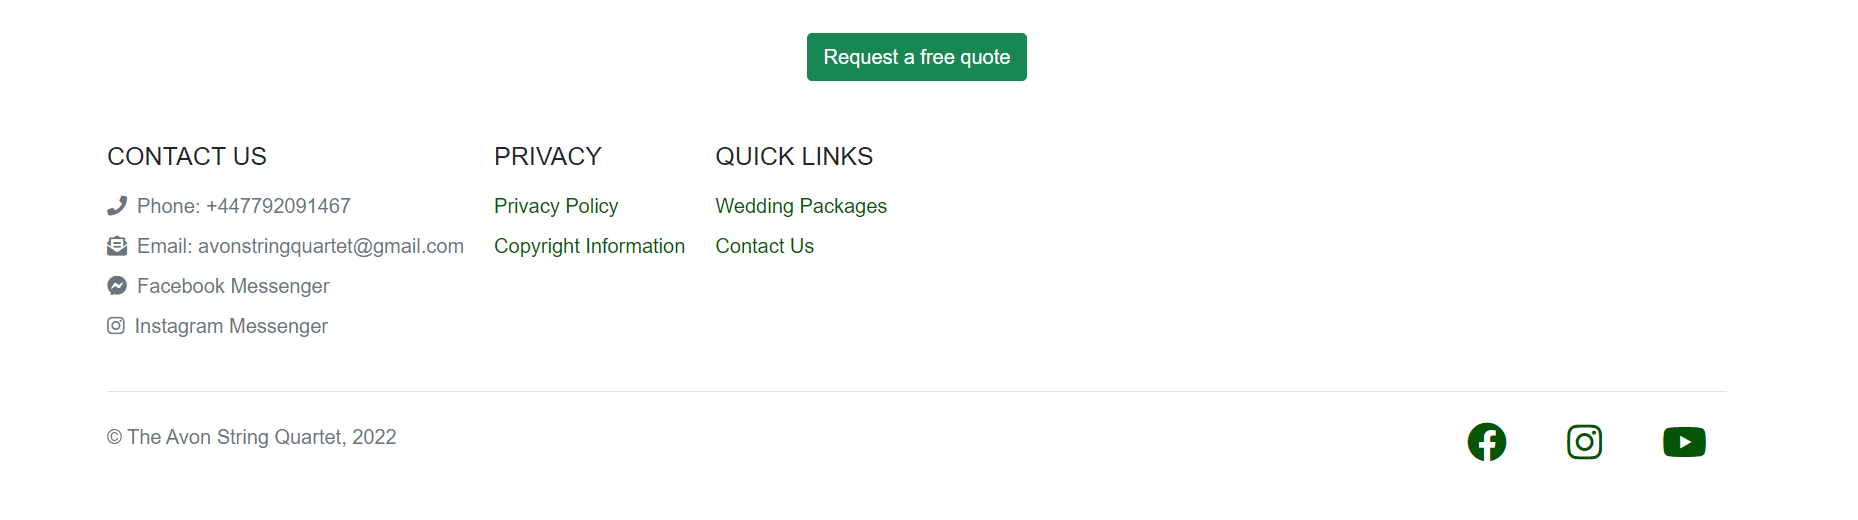 Request a free quote
CONTACT US
Phone: +447792091467
Email: avonstringquartet@gmail.com
Facebook Messenger
Instagram Messenger
PRIVACY
Privacy Policy
Copyright Information
QUICK LINKS
Wedding Packages
Contact Us
© The Avon String Quartet, 2022